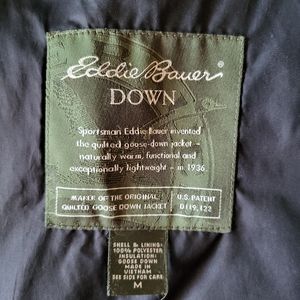 Eddie Bauer ®
DOWN
Sportsman Eddie Bauer invented
the quilted goose-down jacket -
naturally warm, functional and
exceptionally lightweight - in 1936.
MAKER OF THE ORIGINAL
QUILTED GOOSE DOWN JACKET
U.S. PATENT
D 119,122
SHELL & LINING:
100% POLYESTER
INSULATION:
GOOSE DOWN
MADE IN
VIETNAM
SEE SIDE FOR CARE
M